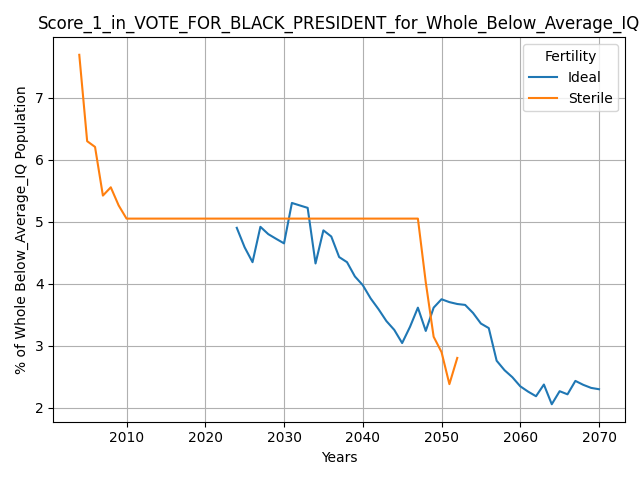 Score_1_in_VOTE_FOR_BLACK_PRESIDENT_for_Whole_Below_Average_IQ
Fertility
Ideal
Sterile
% of Whole Below_Average_IQ Population
7
6
5
4
3
2
2010 2020 2030 2040 2050 2060 2070
Years